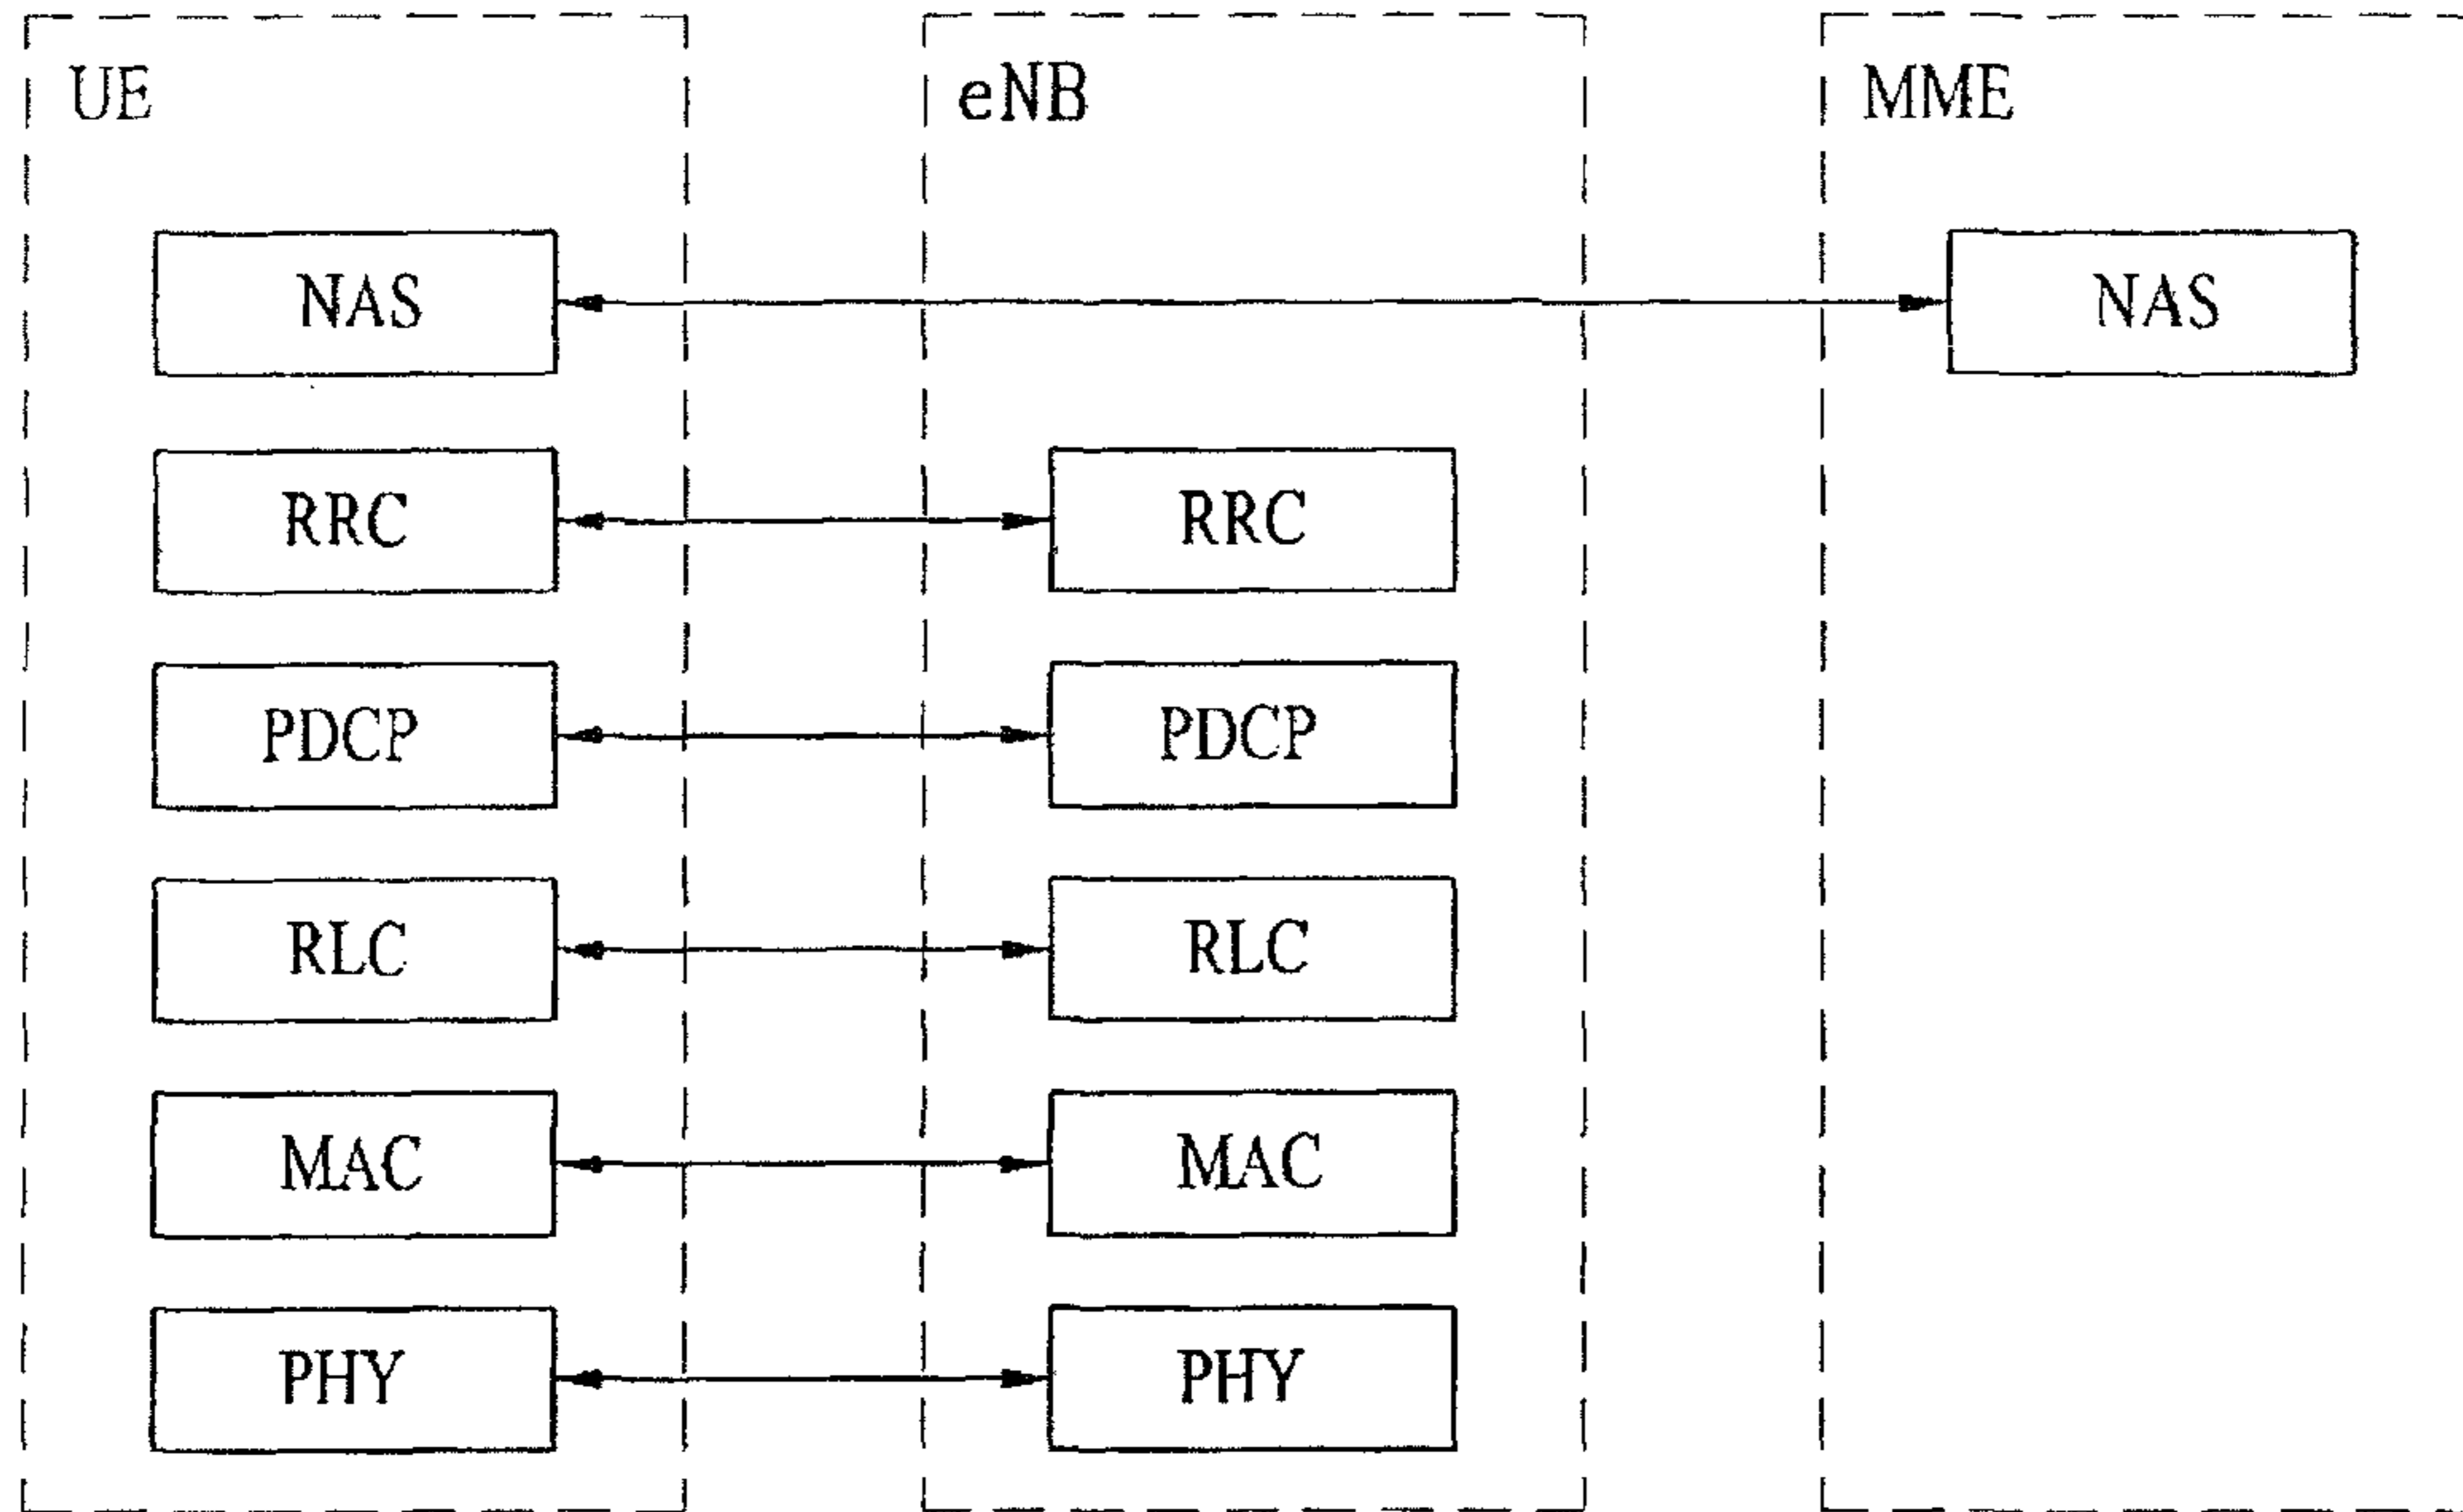 UE eNB MME
NAS NAS
RRC RRC
PDCP PDCP
RLC RLC
MAC MAC
PHY PHY